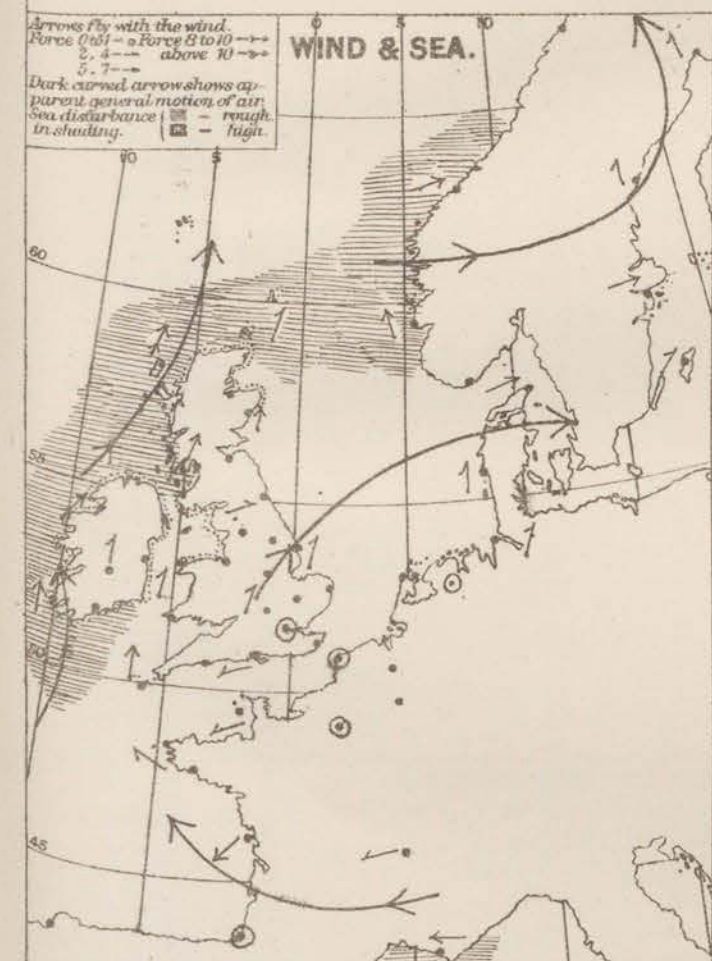 Arrows fly with the wind.
Force 0 to 1 – Force 8 to 10
2. 4 – above 10
5. 7 –
Dark curved arrow shows ap-
parent general motion of air.
Sea disturbance – rough.
in shading. – high.
WIND & SEA.
0
10
10
5
60
55
50
45